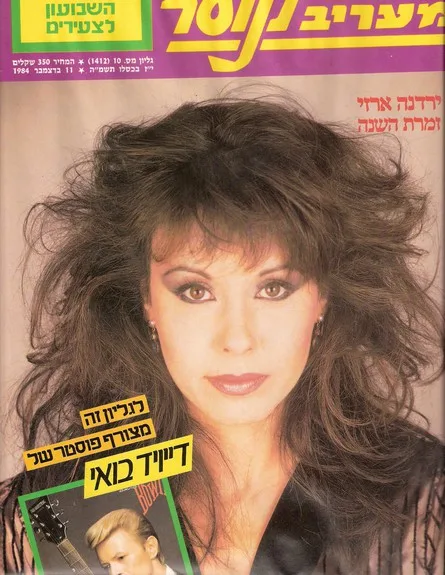 השבועון
לצעירים
מעריב לנוער
גליון מס. 10 (1412) ★ המחיר 350 שקלים
י"ז בכסלו תשמ"ה ★ 11 בדצמבר 1984
ירדנה ארזי
זמרת השנה
לגליון זה
מצורף פוסטר של
דייויד בואי
BOWIE